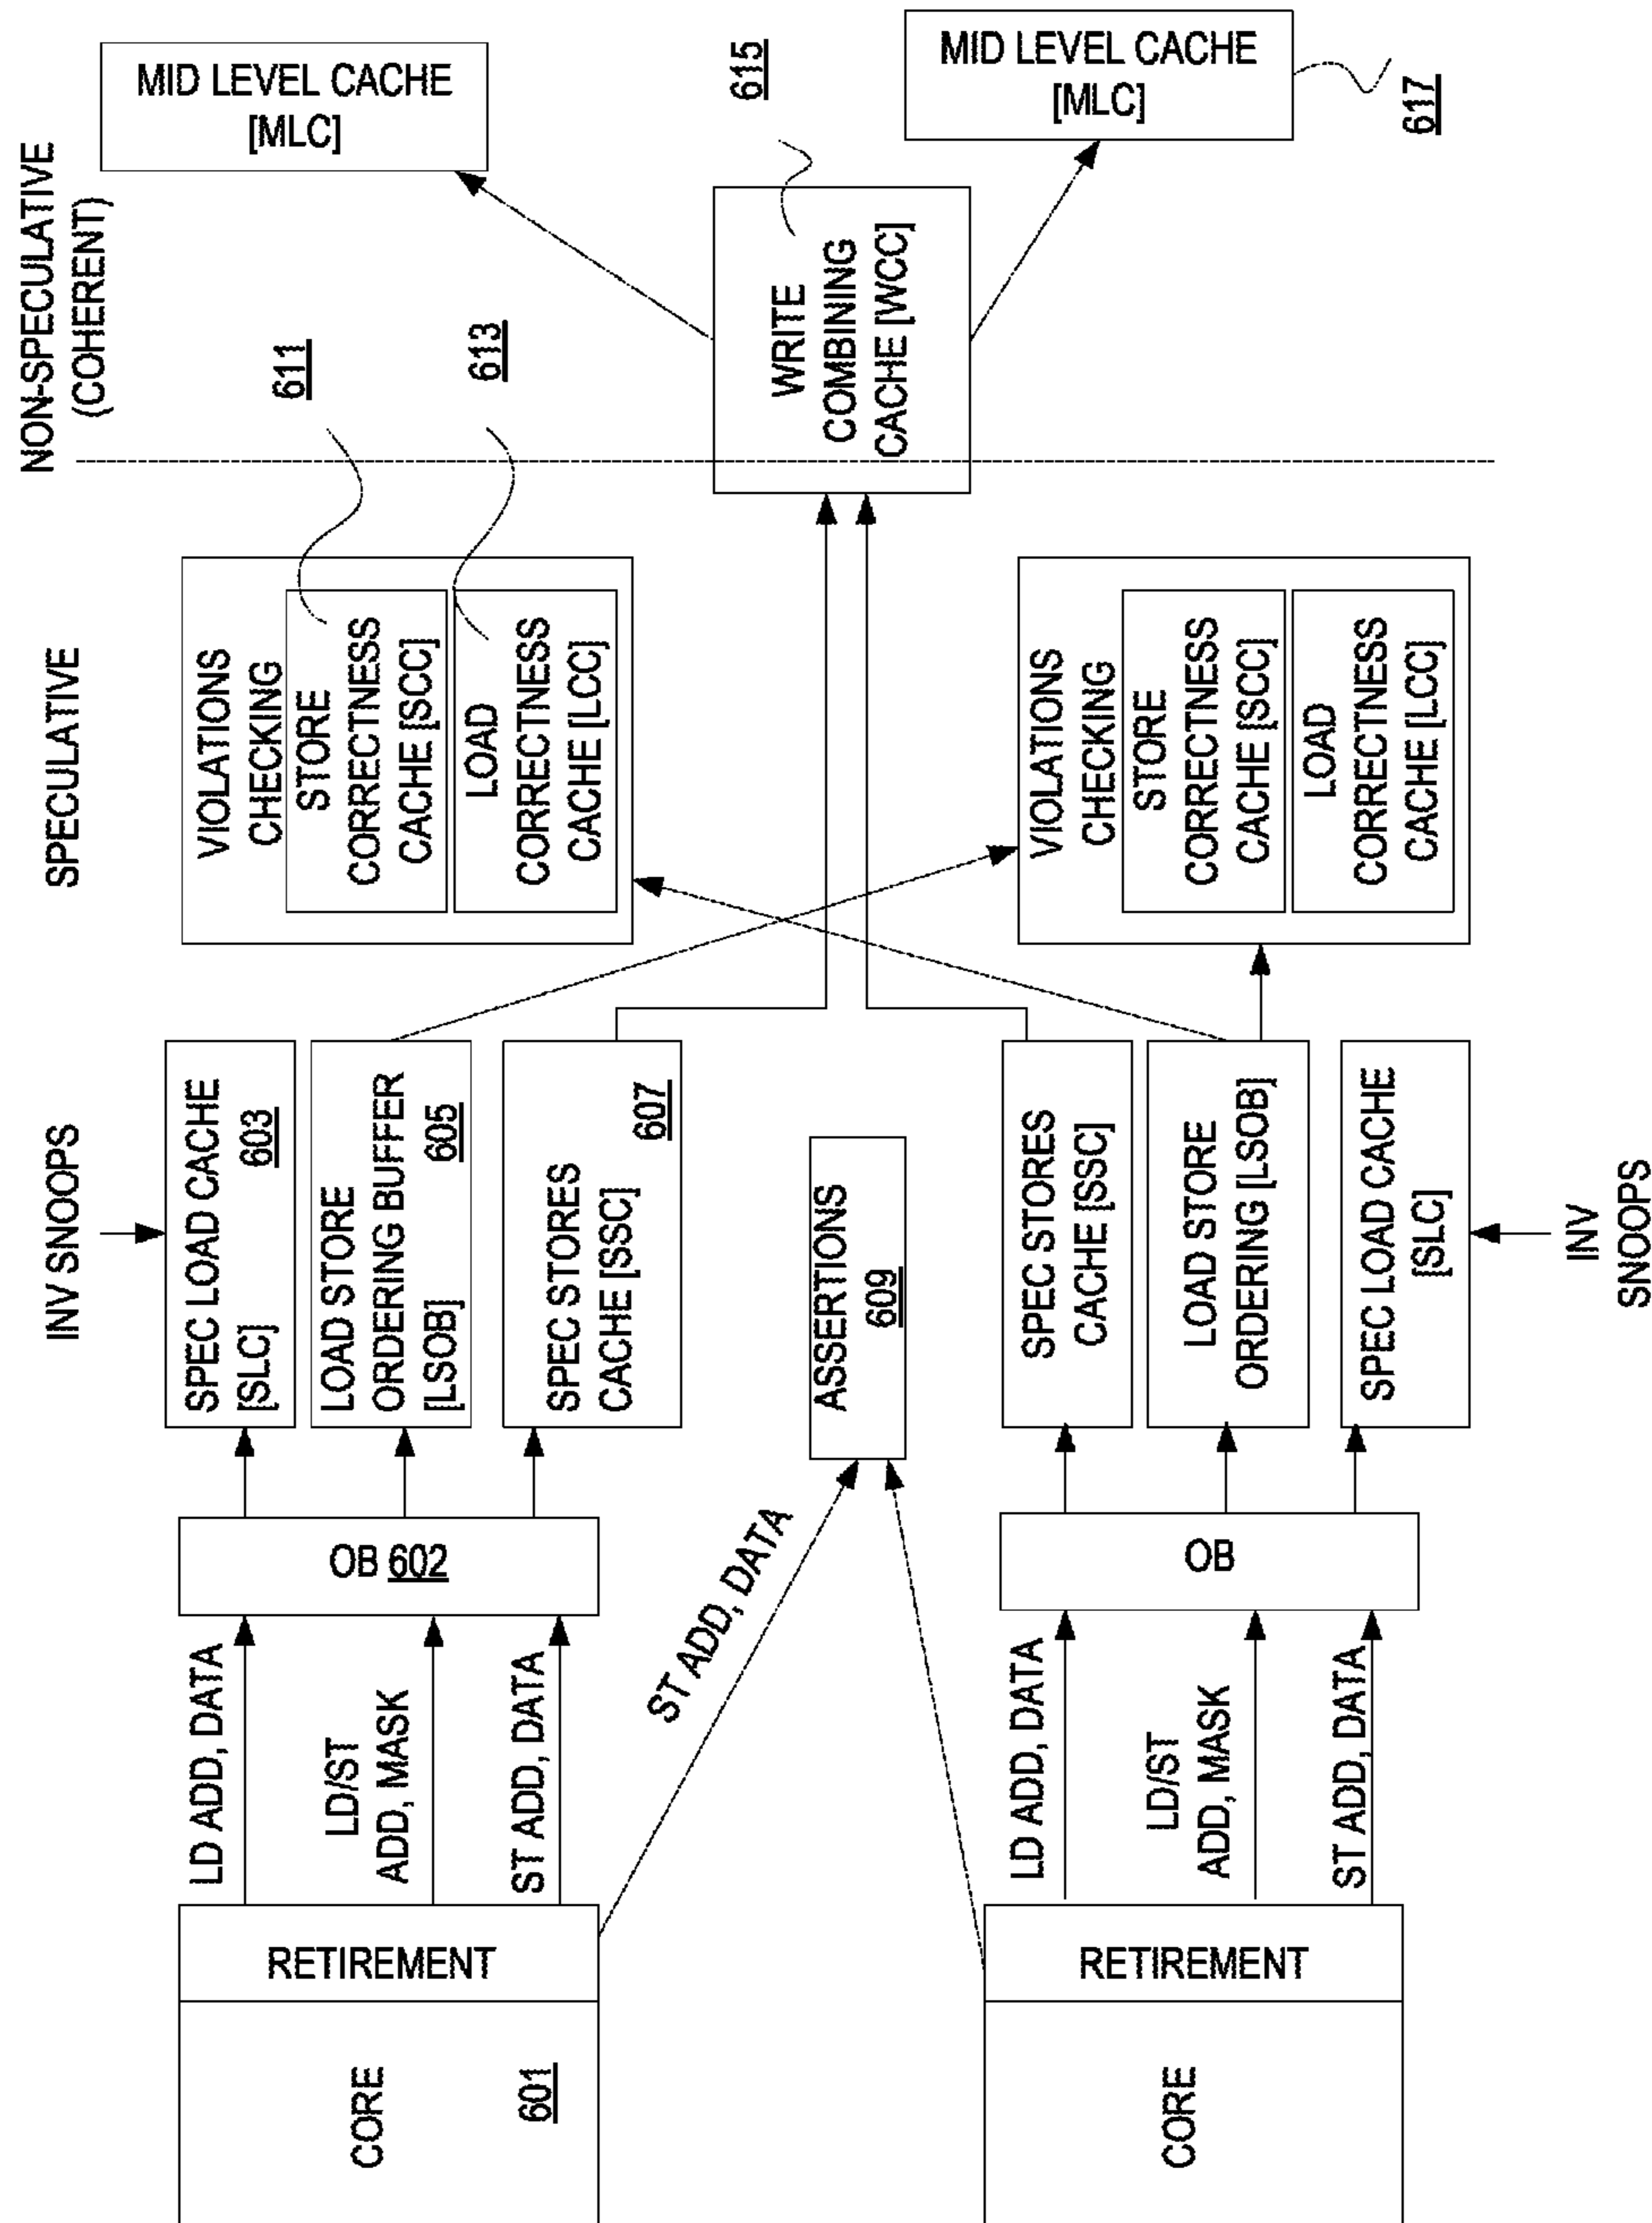 NON-SPECULATIVE
(COHERENT)
SPECULATIVE
INV SNOOPS
MID LEVEL CACHE
[MLC]
615
MID LEVEL CACHE
[MLC]
617
611
613
WRITE
COMBINING
CACHE [WCC]
VIOLATIONS
CHECKING
STORE
CORRECTNESS
CACHE [SCC]
LOAD
CORRECTNESS
CACHE [LCC]
VIOLATIONS
CHECKING
STORE
CORRECTNESS
CACHE [SCC]
LOAD
CORRECTNESS
CACHE [LCC]
SPEC LOAD CACHE
[SLC] 603
LOAD STORE
ORDERING BUFFER
[LSOB] 605
SPEC STORES
CACHE [SSC] 607
ASSERTIONS
609
SPEC STORES
CACHE [SSC]
LOAD STORE
ORDERING [LSOB]
SPEC LOAD CACHE
[SLC]
INV
SNOOPS
OB 602
ST ADD, DATA
OB
LD ADD, DATA
LD/ST
ADD, MASK
ST ADD, DATA
LD ADD, DATA
LD/ST
ADD, MASK
ST ADD, DATA
RETIREMENT
RETIREMENT
CORE
601
CORE